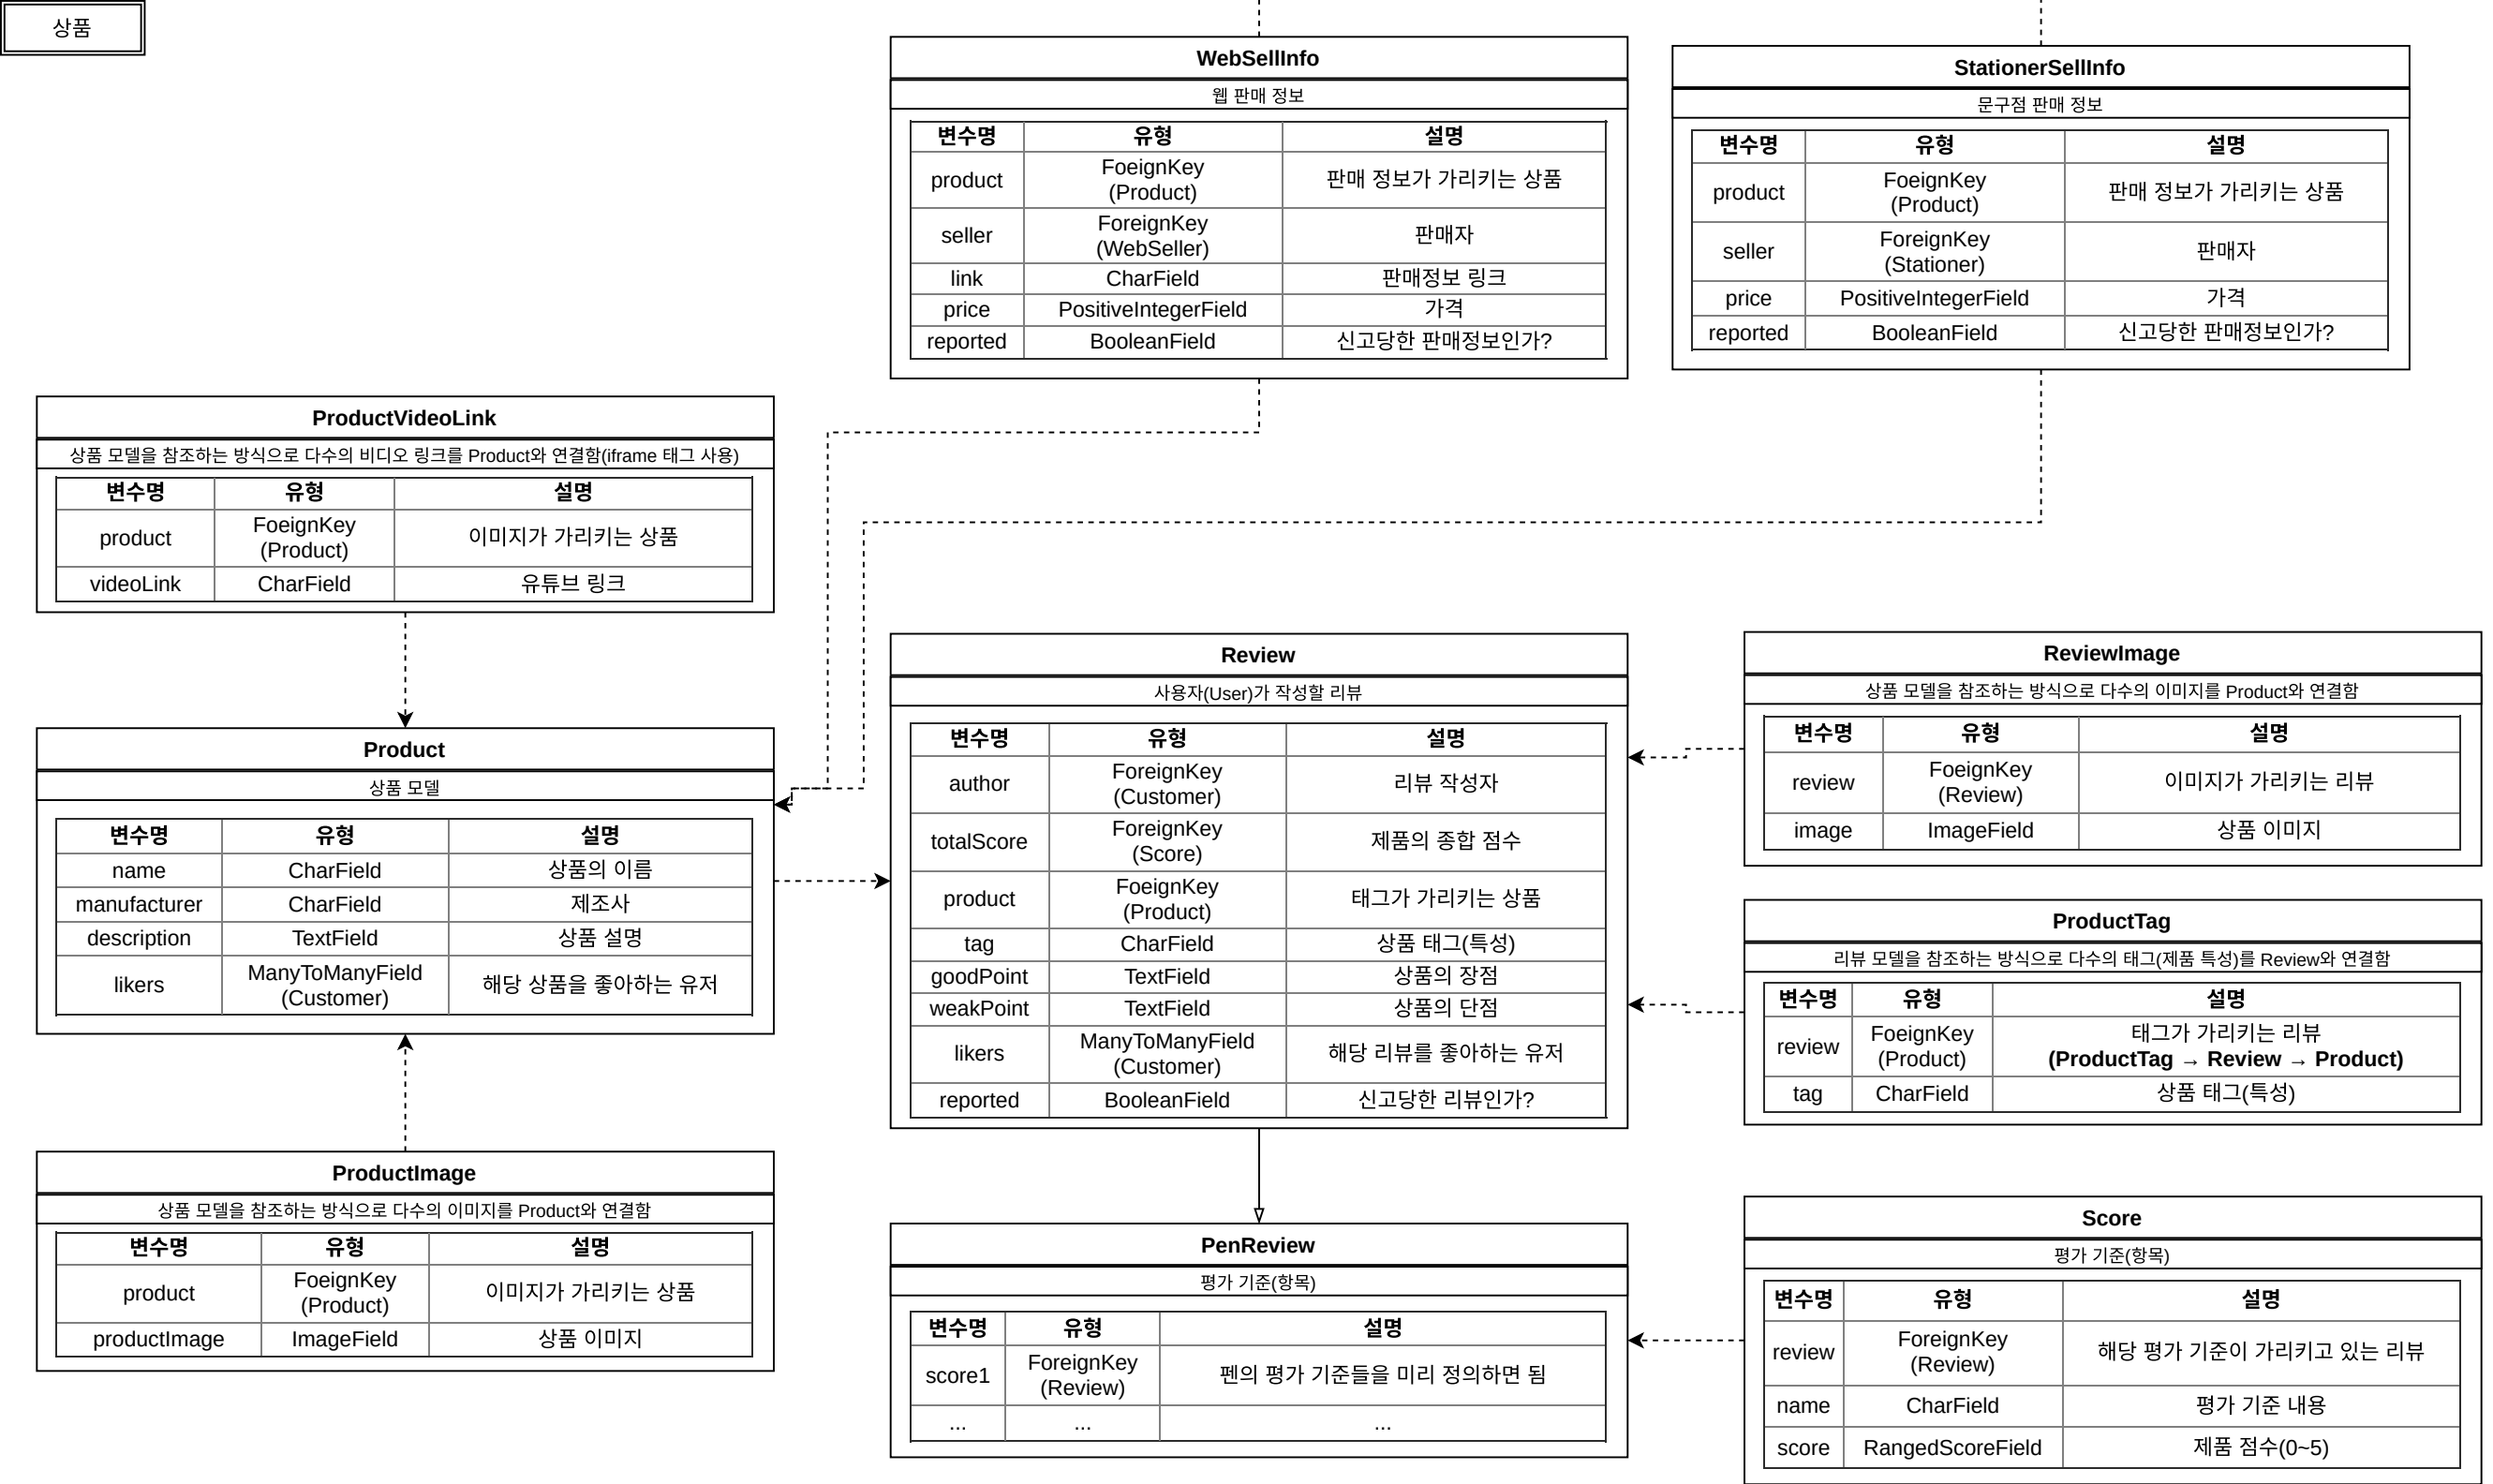 상품
WebSellInfo
웹 판매 정보
변수명 유형 설명
product FoeignKey (Product) 판매 정보가 가리키는 상품
seller ForeignKey (WebSeller) 판매자
link CharField 판매정보 링크
price PositiveIntegerField 가격
reported BooleanField 신고당한 판매정보인가?
StationerSellInfo
문구점 판매 정보
변수명 유형 설명
product FoeignKey (Product) 판매 정보가 가리키는 상품
seller ForeignKey (Stationer) 판매자
price PositiveIntegerField 가격
reported BooleanField 신고당한 판매정보인가?
ProductVideoLink
상품 모델을 참조하는 방식으로 다수의 비디오 링크를 Product와 연결함(iframe 태그 사용)
변수명 유형 설명
product FoeignKey (Product) 이미지가 가리키는 상품
videoLink CharField 유튜브 링크
Product
상품 모델
변수명 유형 설명
name CharField 상품의 이름
manufacturer CharField 제조사
description TextField 상품 설명
likers ManyToManyField (Customer) 해당 상품을 좋아하는 유저
ProductImage
상품 모델을 참조하는 방식으로 다수의 이미지를 Product와 연결함
변수명 유형 설명
product FoeignKey (Product) 이미지가 가리키는 상품
productImage ImageField 상품 이미지
Review
사용자(User)가 작성할 리뷰
변수명 유형 설명
author ForeignKey (Customer) 리뷰 작성자
totalScore ForeignKey (Score) 제품의 종합 점수
product FoeignKey (Product) 태그가 가리키는 상품
tag CharField 상품 태그(특성)
goodPoint TextField 상품의 장점
weakPoint TextField 상품의 단점
likers ManyToManyField (Customer) 해당 리뷰를 좋아하는 유저
reported BooleanField 신고당한 리뷰인가?
PenReview
평가 기준(항목)
변수명 유형 설명
score1 ForeignKey (Review) 펜의 평가 기준들을 미리 정의하면 됨
... ... ...
ReviewImage
상품 모델을 참조하는 방식으로 다수의 이미지를 Product와 연결함
변수명 유형 설명
review FoeignKey (Review) 이미지가 가리키는 리뷰
image ImageField 상품 이미지
ProductTag
리뷰 모델을 참조하는 방식으로 다수의 태그(제품 특성)를 Review와 연결함
변수명 유형 설명
review FoeignKey (Product) 태그가 가리키는 리뷰 (ProductTag → Review → Product)
tag CharField 상품 태그(특성)
Score
평가 기준(항목)
변수명 유형 설명
review ForeignKey (Review) 해당 평가 기준이 가리키고 있는 리뷰
name CharField 평가 기준 내용
score RangedScoreField 제품 점수(0~5)